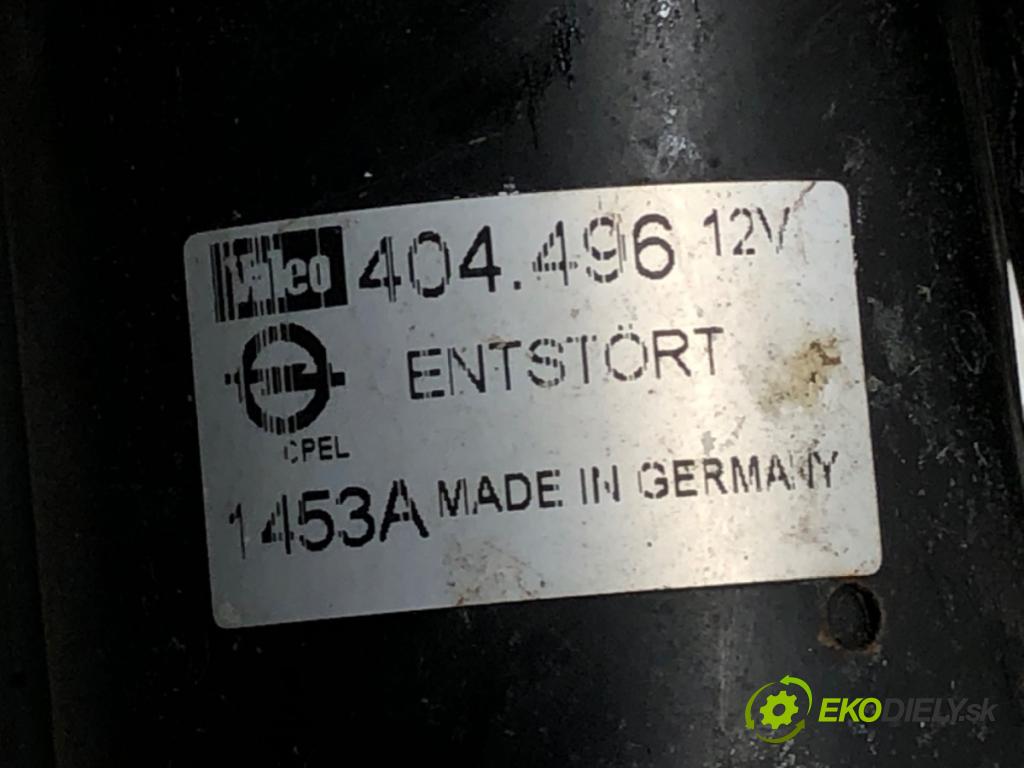 Valeo 404.496 12V
ENTSTÖRT
OPEL
1453A MADE IN GERMANY
EKODIELY.sk